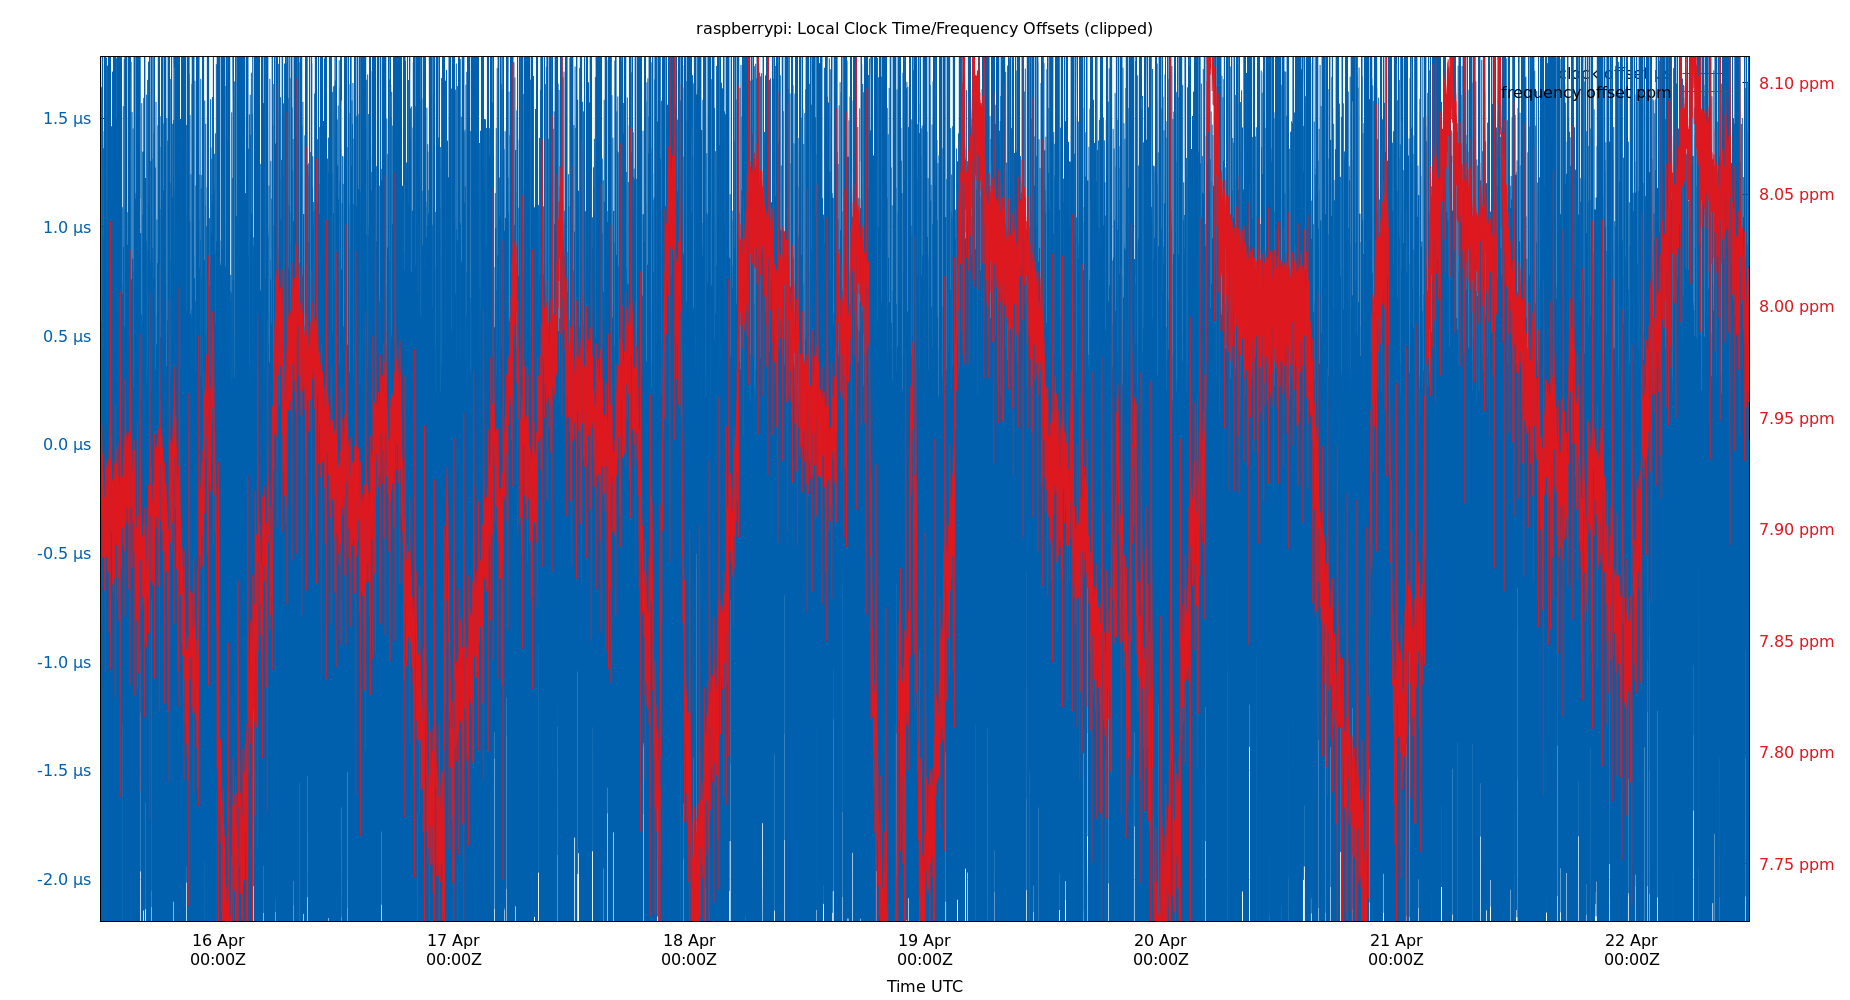 raspberrypi: Local Clock Time/Frequency Offsets (clipped)
clock offset µs
frequency offset ppm
1.5 µs
1.0 µs
0.5 µs
0.0 µs
-0.5 µs
-1.0 µs
-1.5 µs
-2.0 µs
8.10 ppm
8.05 ppm
8.00 ppm
7.95 ppm
7.90 ppm
7.85 ppm
7.80 ppm
7.75 ppm
16 Apr
00:00Z
17 Apr
00:00Z
18 Apr
00:00Z
19 Apr
00:00Z
20 Apr
00:00Z
21 Apr
00:00Z
22 Apr
00:00Z
Time UTC